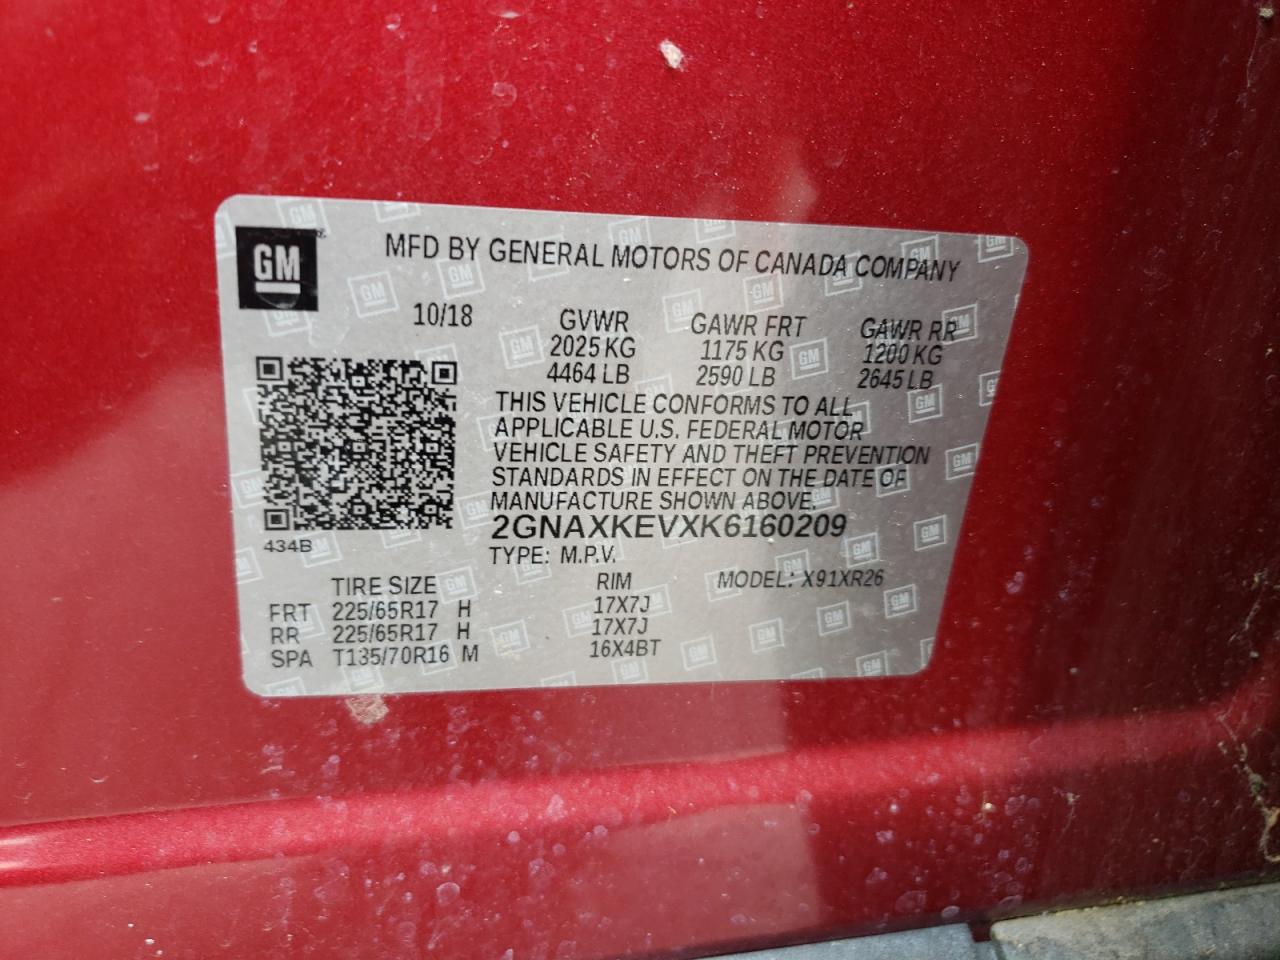 GM
MFD BY GENERAL MOTORS OF CANADA COMPANY
10/18 GVWR GAWR FRT GAWR RR
2025 KG 1175 KG 1200 KG
4464 LB 2590 LB 2645 LB
THIS VEHICLE CONFORMS TO ALL
APPLICABLE U.S. FEDERAL MOTOR
VEHICLE SAFETY AND THEFT PREVENTION
STANDARDS IN EFFECT ON THE DATE OF
MANUFACTURE SHOWN ABOVE.
2GNAXKEVXK6160209
434B
TYPE: M.P.V.
TIRE SIZE RIM MODEL: X91XR26
FRT 225/65R17 H 17X7J
RR 225/65R17 H 17X7J
SPA T135/70R16 M 16X4BT